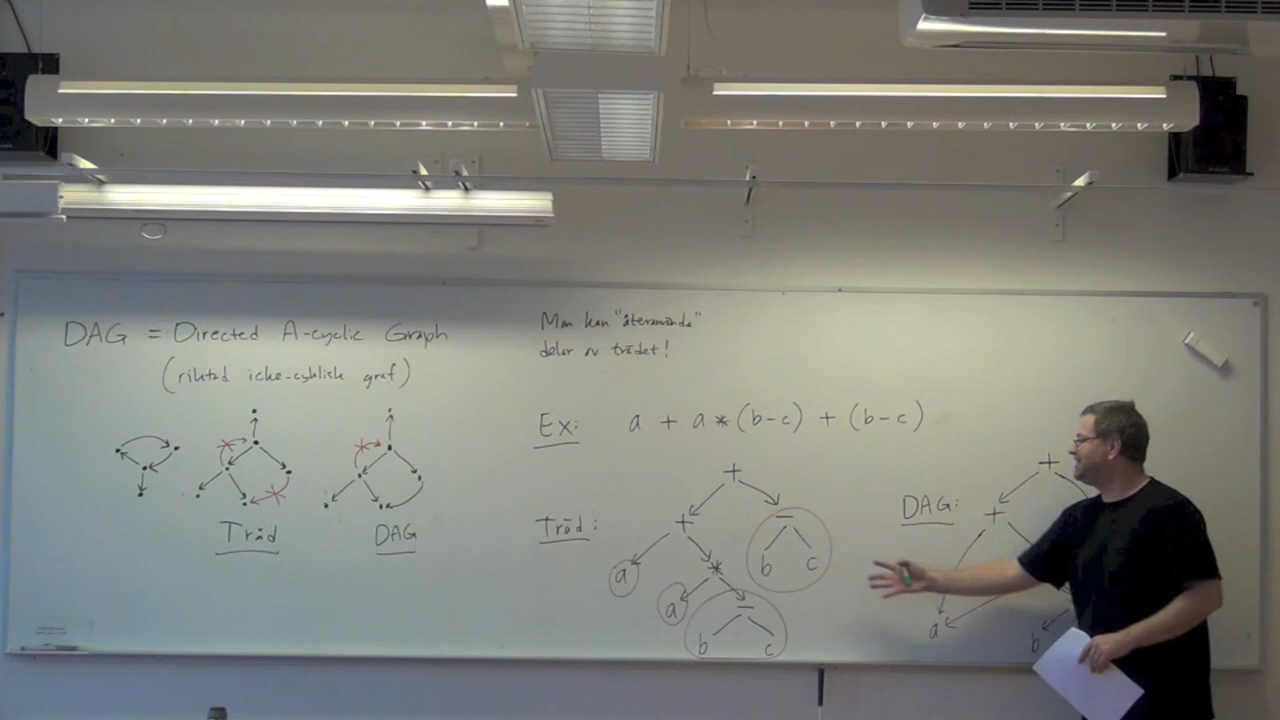 DAG = Directed A-cyclic Graph
(riktad icke-cyklisk graf)
Träd
DAG
Man kan "återanvända"
delar av trädet!
Ex: a + a * (b-c) + (b-c)
Träd:
+
+ -
a * b c
a -
b c
DAG:
+
+
a
b